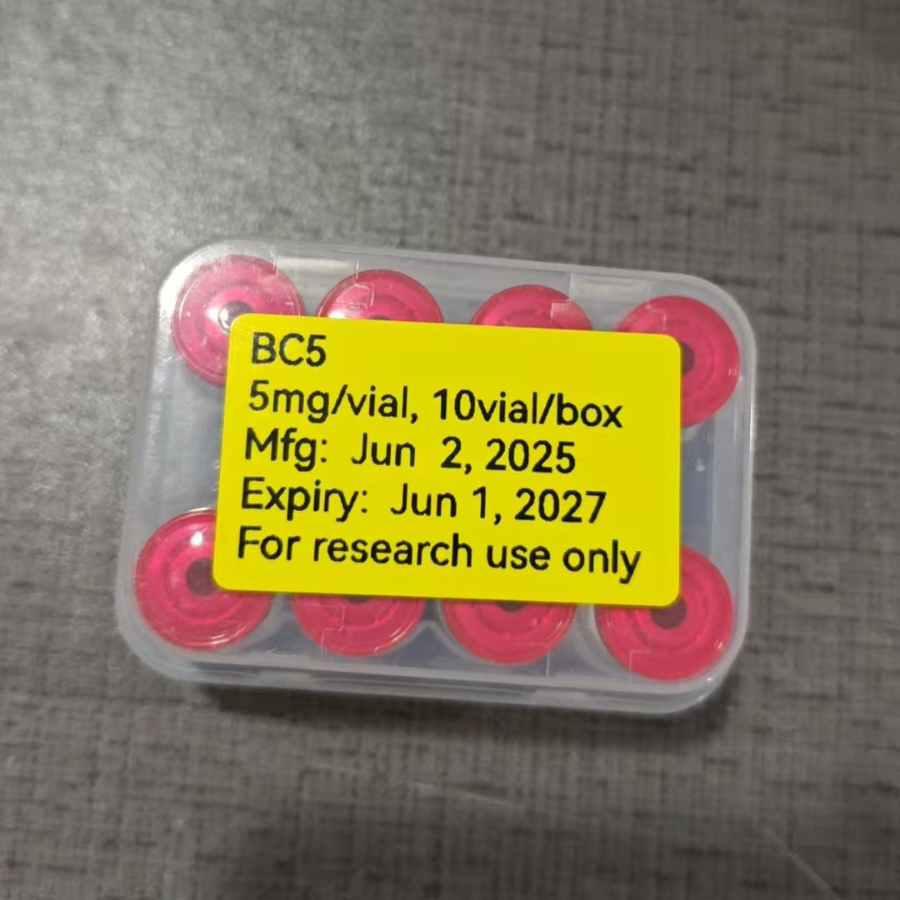 BC5
5mg/vial, 10vial/box
Mfg: Jun 2, 2025
Expiry: Jun 1, 2027
For research use only